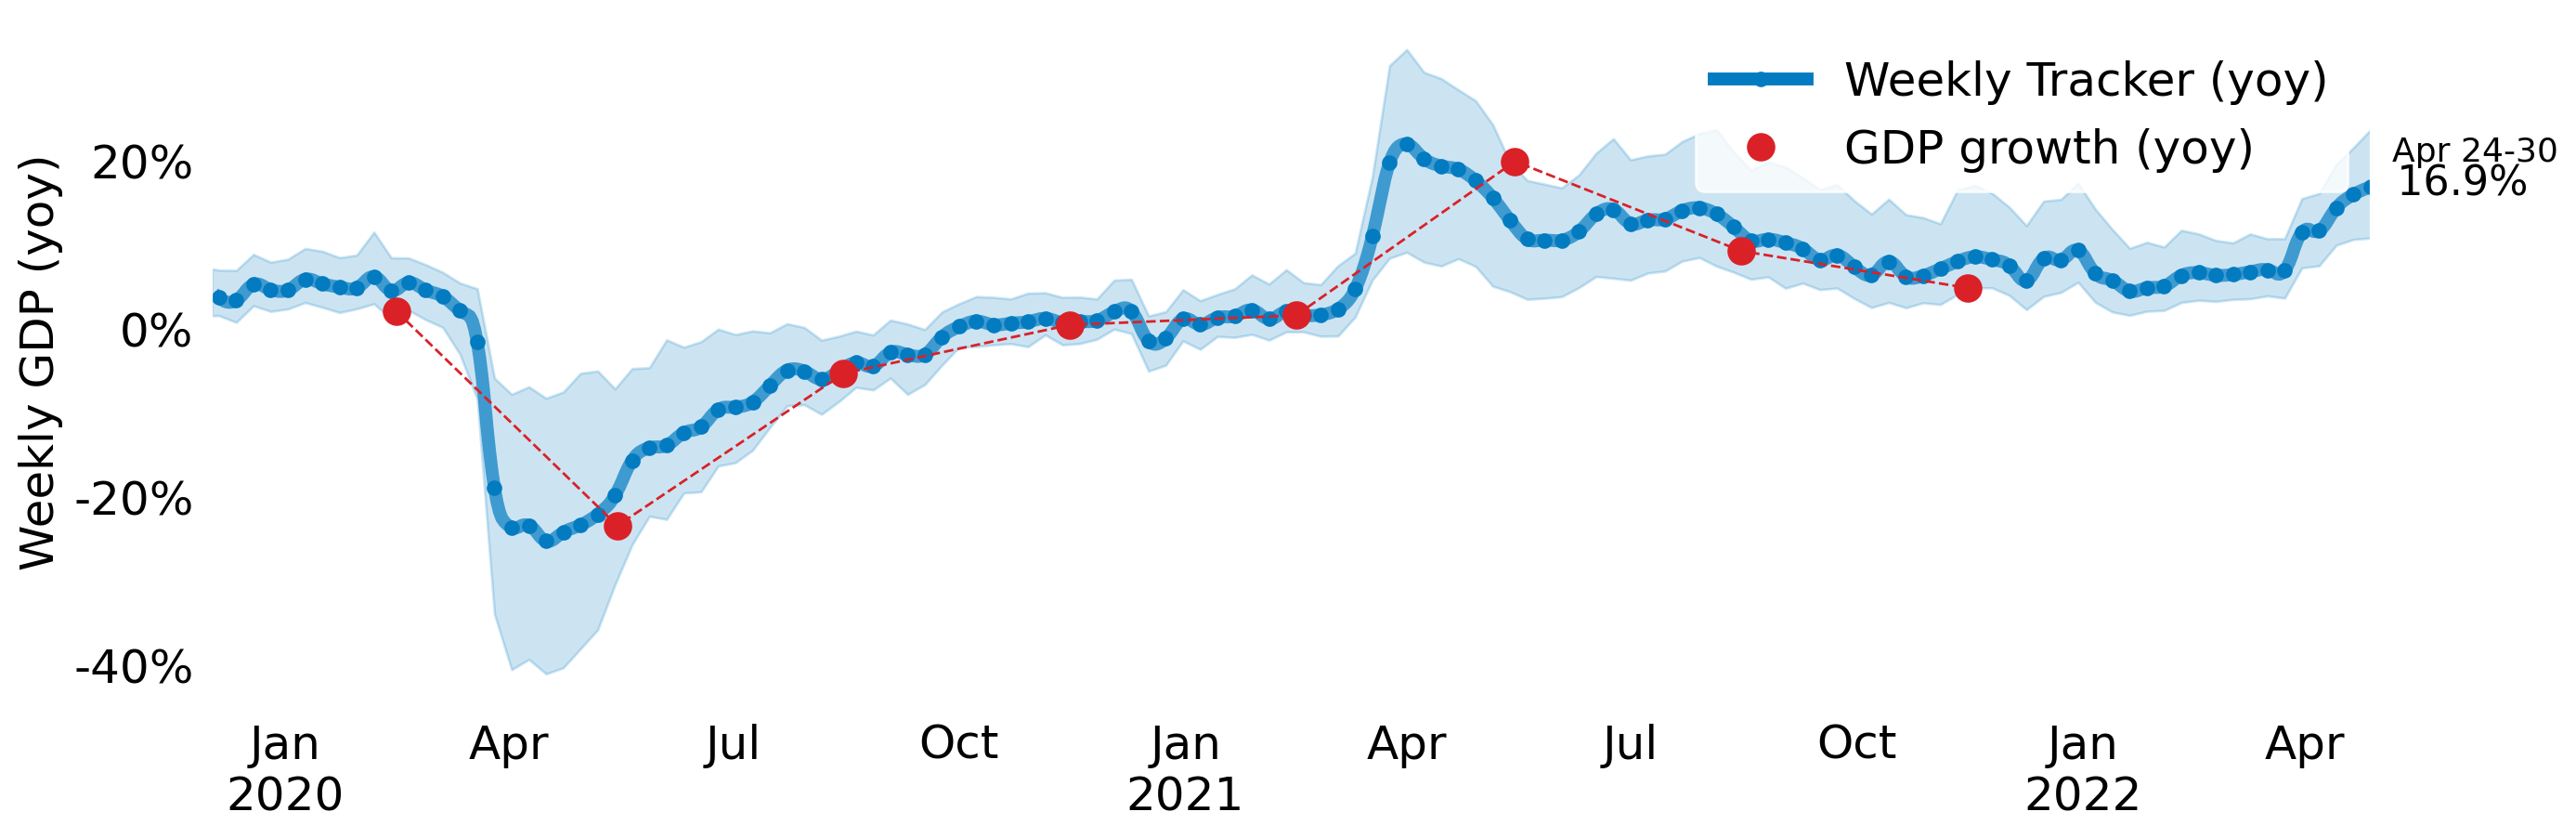 Weekly Tracker (yoy)
GDP growth (yoy)
Apr 24-30
16.9%
Weekly GDP (yoy)
20%
0%
-20%
-40%
Jan Apr Jul Oct Jan Apr Jul Oct Jan Apr
2020 2021 2022